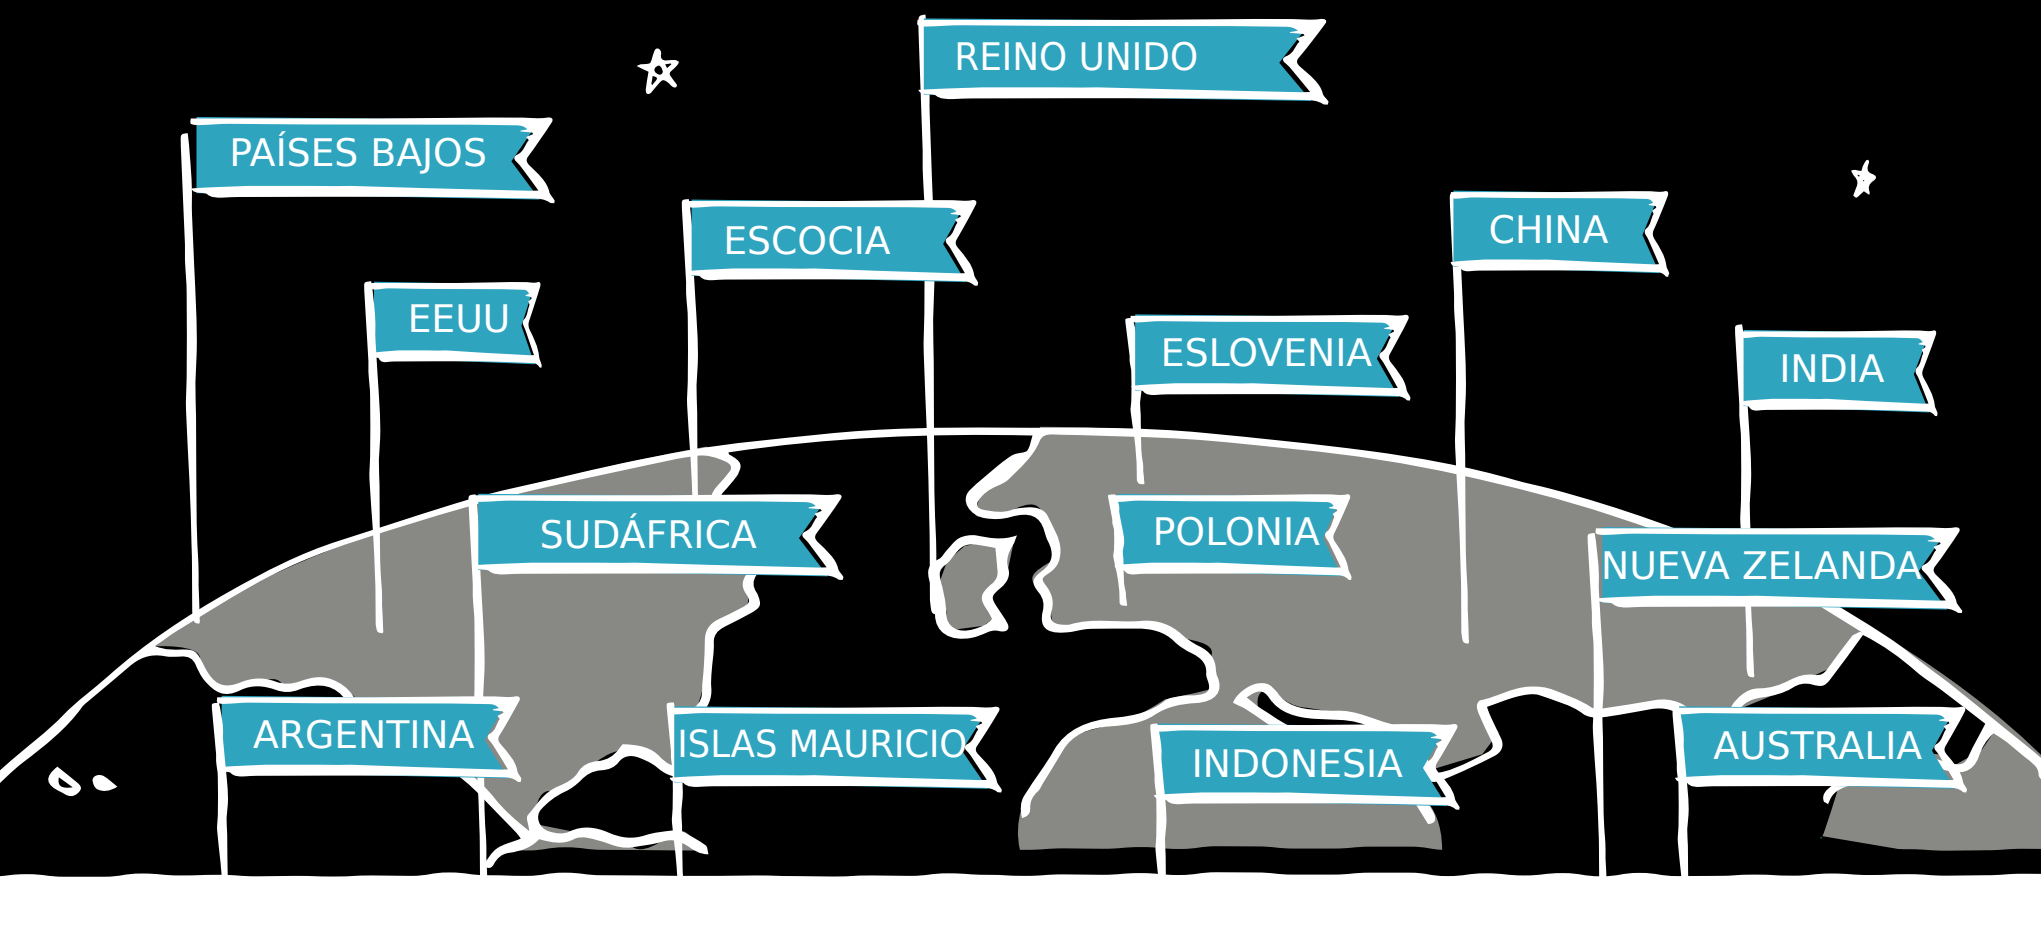 REINO UNIDO
PAÍSES BAJOS
ESCOCIA
CHINA
EEUU
ESLOVENIA
INDIA
SUDÁFRICA
POLONIA
NUEVA ZELANDA
ARGENTINA
ISLAS MAURICIO
INDONESIA
AUSTRALIA